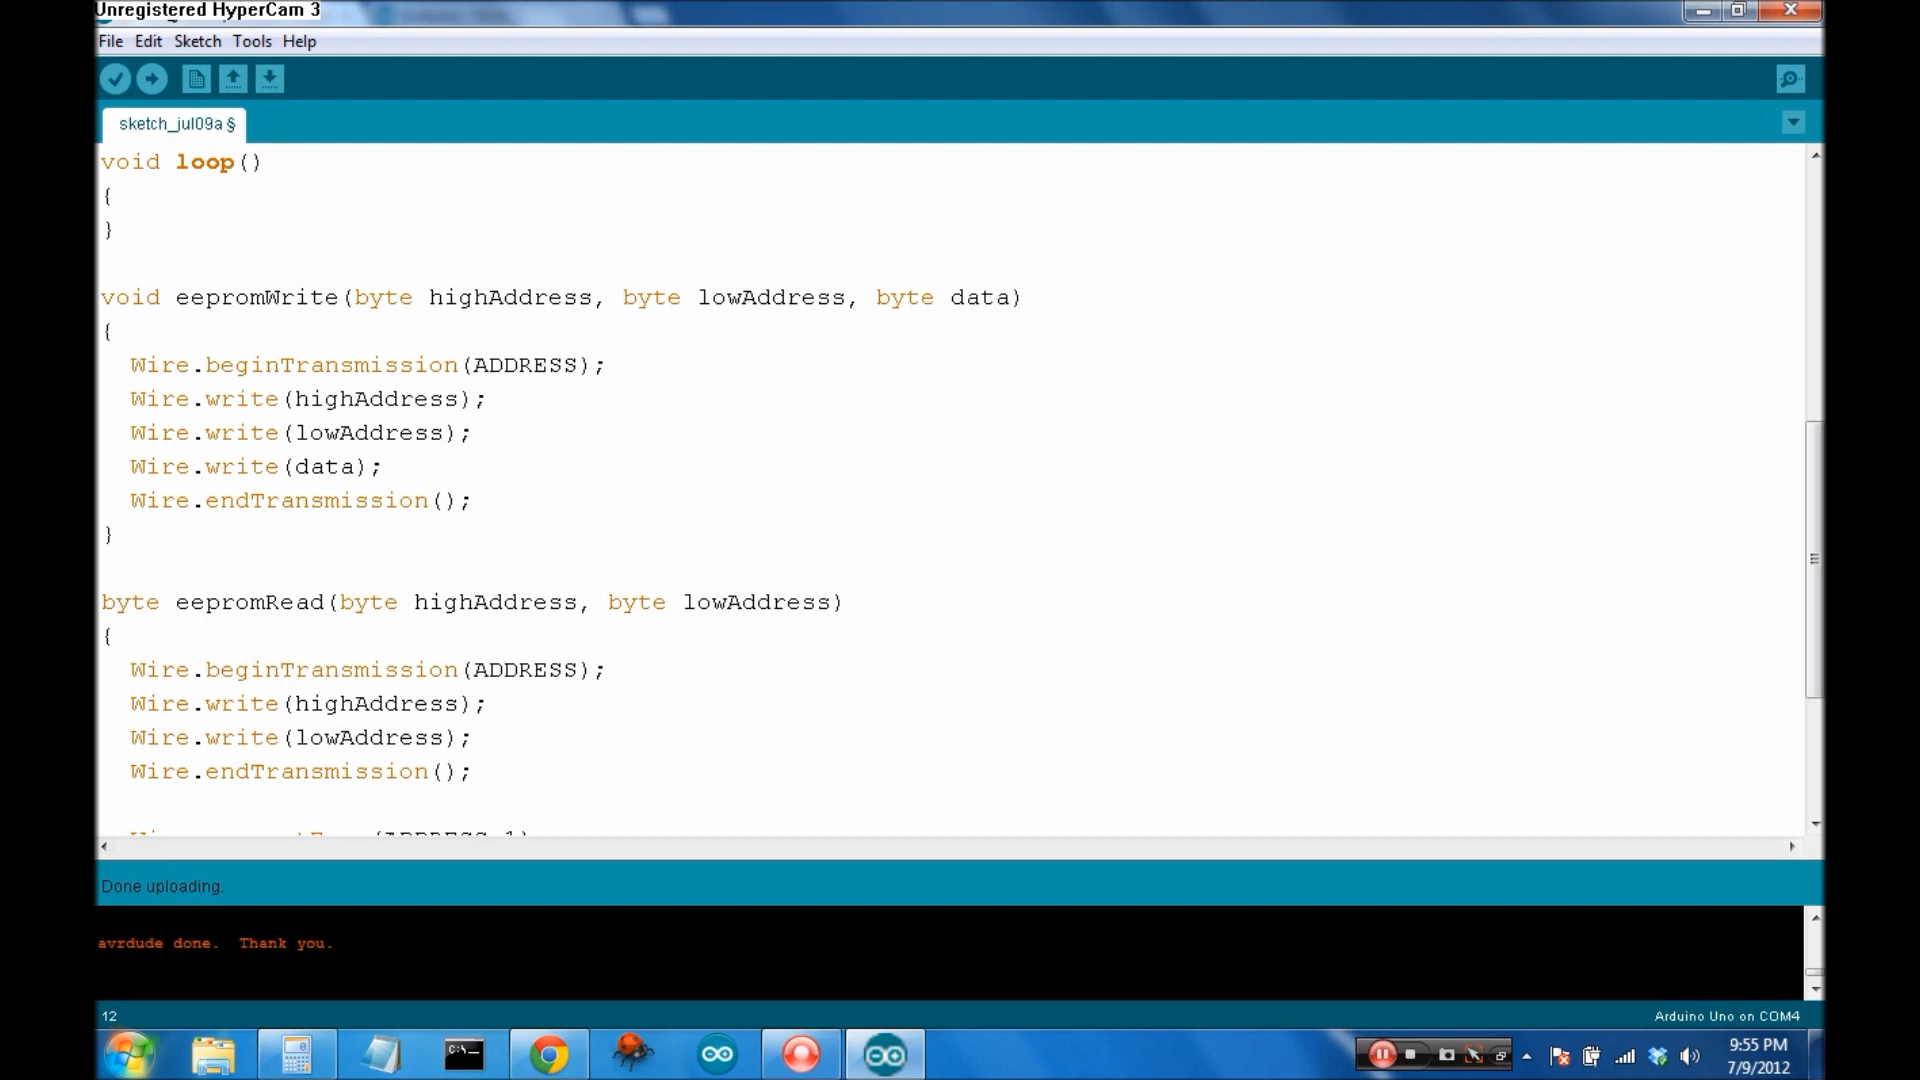 Unregistered HyperCam 3
File Edit Sketch Tools Help
sketch_jul09a §
void loop()
{
}
void eepromWrite(byte highAddress, byte lowAddress, byte data)
{
Wire.beginTransmission(ADDRESS);
Wire.write(highAddress);
Wire.write(lowAddress);
Wire.write(data);
Wire.endTransmission();
}
byte eepromRead(byte highAddress, byte lowAddress)
{
Wire.beginTransmission(ADDRESS);
Wire.write(highAddress);
Wire.write(lowAddress);
Wire.endTransmission();
Done uploading.
avrdude done. Thank you.
12
Arduino Uno on COM4
C:\
9:55 PM
7/9/2012